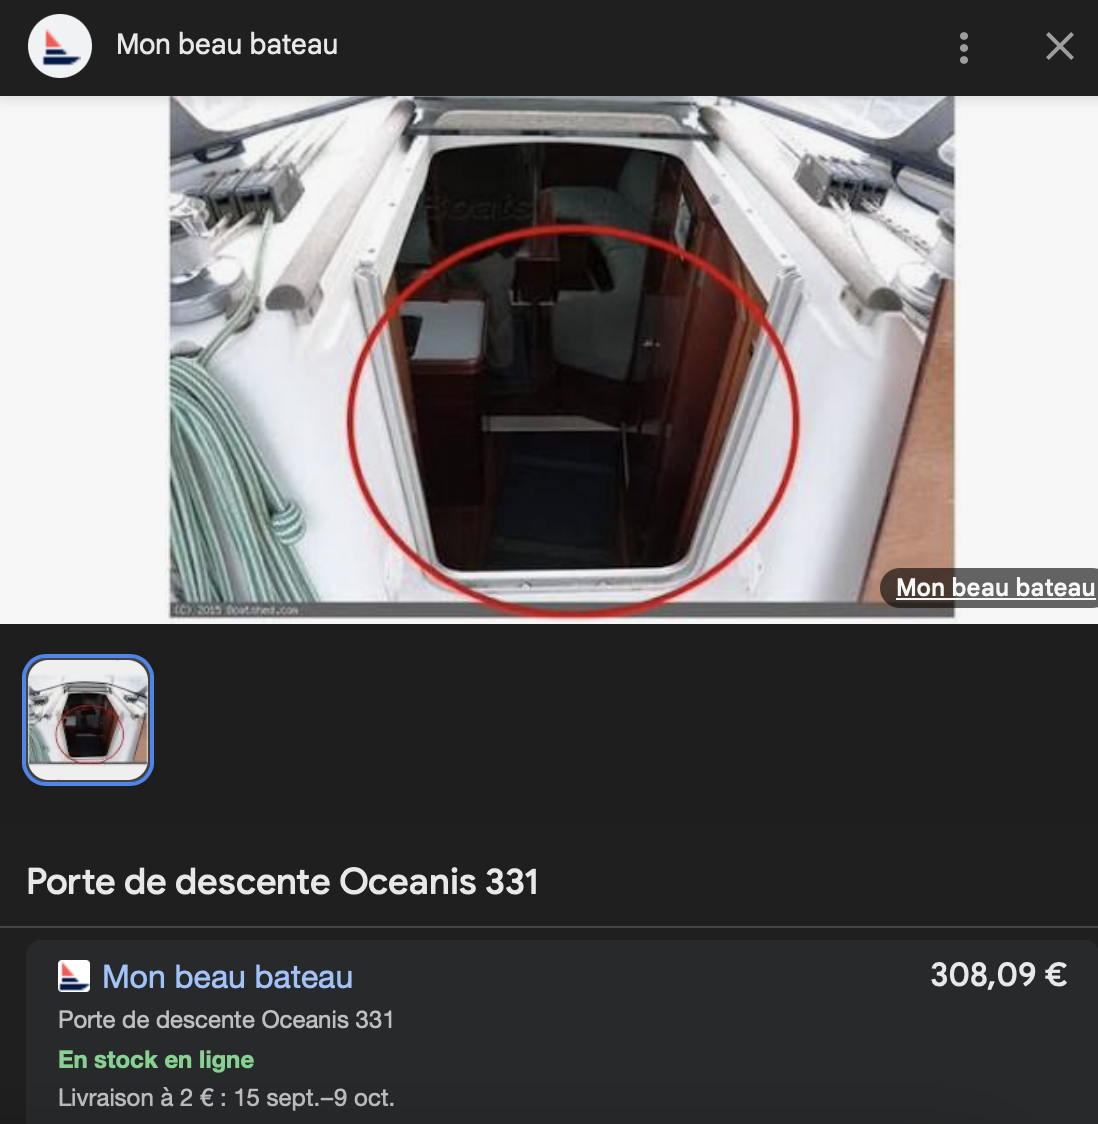 Mon beau bateau
Boats
(C) 2015 Boatshed.com
Mon beau bateau
Porte de descente Oceanis 331
Mon beau bateau
308,09 €
Porte de descente Oceanis 331
En stock en ligne
Livraison à 2 € : 15 sept.–9 oct.